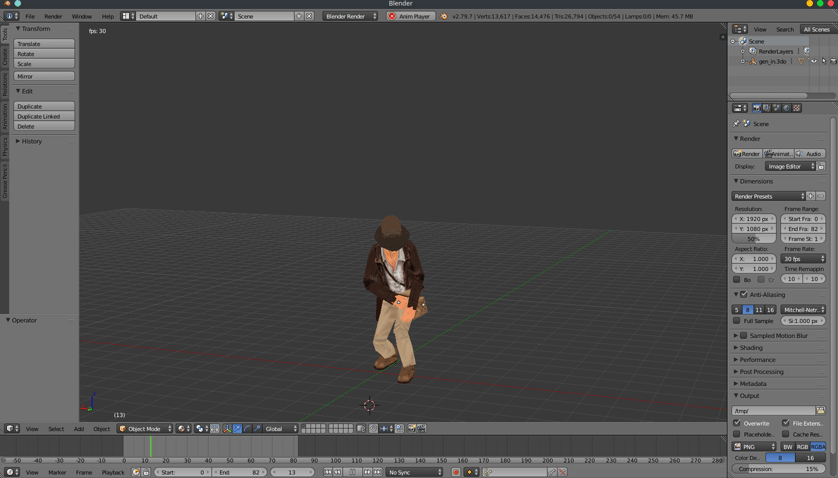 Blender
File Render Window Help Default Scene Blender Render Anim Player v2.79.7 | Verts:13,617 | Faces:14,476 | Tris:26,764 | Objects:0/54 | Lamps:0/0 | Mem: 45.7 MB
View Search All Scenes
Tools
Create
Relations
Animation
Physics
Grease Pencil
Transform
Translate
Rotate
Scale
Mirror
Edit
Duplicate
Duplicate Linked
Delete
History
Operator
fps: 30
(13)
Scene
RenderLayers
gen_in.3do
Scene
Render
Render Animat Audio
Display: Image Editor
Dimensions
Render Presets
Resolution: Frame Range:
X: 1920 px Start Fra: 0
Y: 1080 px End Fra: 82
50% Frame St: 1
Aspect Ratio: Frame Rate:
X: 1.000 30 fps
Y: 1.000 Time Remappin
Bo 10 10
Anti-Aliasing
5 8 11 16 Mitchell-Netr
Full Sample Si:1.000 px
Sampled Motion Blur
Shading
Performance
Post Processing
Metadata
Output
/tmp/
Overwrite File Extens.
Placeholde. Cache Res.
PNG BW RGB RGBA
Color De. 8 16
Compression: 15%
View Select Add Object Object Mode Global
-50 -40 -30 -20 -10 0 10 20 30 40 50 60 70 80 90 100 110 120 130 140 150 160 170 180 190 200 210 220 230 240 250 260 270 280
View Marker Frame Playback Start: 0 End: 82 13 No Sync